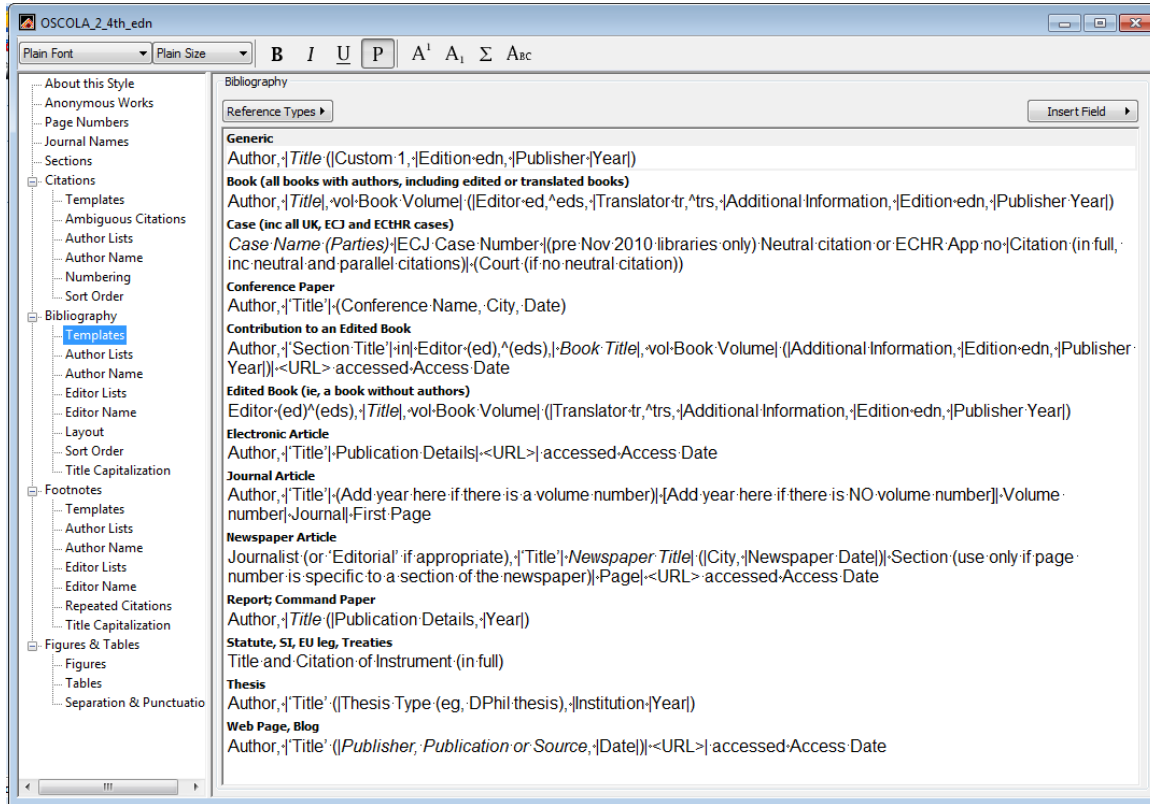 OSCOLA_2_4th_edn
Plain Font Plain Size B I U P A¹ A₁ Σ ABC
About this Style
Anonymous Works
Page Numbers
Journal Names
Sections
Citations
Templates
Ambiguous Citations
Author Lists
Author Name
Numbering
Sort Order
Bibliography
Templates
Author Lists
Author Name
Editor Lists
Editor Name
Layout
Sort Order
Title Capitalization
Footnotes
Templates
Author Lists
Author Name
Editor Lists
Editor Name
Repeated Citations
Title Capitalization
Figures & Tables
Figures
Tables
Separation & Punctuatio
Bibliography
Reference Types Insert Field
Generic
Author,·|Title·(|Custom·1,·|Edition·edn,·|Publisher·|Year|)
Book (all books with authors, including edited or translated books)
Author,·|Title|,·vol·Book·Volume|·(|Editor·ed,^eds,·|Translator·tr,^trs,·|Additional·Information,·|Edition·edn,·|Publisher·Year|)
Case (inc all UK, ECJ and ECtHR cases)
Case·Name·(Parties)·|ECJ·Case·Number·|(pre·Nov·2010·libraries·only)·Neutral·citation·or·ECHR·App·no·|Citation·(in·full,·
inc·neutral·and·parallel·citations)|·(Court·(if·no·neutral·citation))
Conference Paper
Author,·|‘Title’|·(Conference·Name,·City,·Date)
Contribution to an Edited Book
Author,·|‘Section·Title’|·in|·Editor·(ed),^(eds),|·Book·Title|,·vol·Book·Volume|·(|Additional·Information,·|Edition·edn,·|Publisher·
Year|)|·<URL>·accessed·Access·Date
Edited Book (ie, a book without authors)
Editor·(ed)^(eds),·|Title|,·vol·Book·Volume|·(|Translator·tr,^trs,·|Additional·Information,·|Edition·edn,·|Publisher·Year|)
Electronic Article
Author,·|‘Title’|·Publication·Details|·<URL>|·accessed·Access·Date
Journal Article
Author,·|‘Title’|·(Add·year·here·if·there·is·a·volume·number)|·[Add·year·here·if·there·is·NO·volume·number]|·Volume·
number|·Journal|·First·Page
Newspaper Article
Journalist·(or·‘Editorial’·if·appropriate),·|‘Title’|·Newspaper·Title|·(|City,·|Newspaper·Date|)|·Section·(use·only·if·page·
number·is·specific·to·a·section·of·the·newspaper)|·Page|·<URL>·accessed·Access·Date
Report; Command Paper
Author,·|Title·(|Publication·Details,·|Year|)
Statute, SI, EU leg, Treaties
Title·and·Citation·of·Instrument·(in·full)
Thesis
Author,·|‘Title’·(|Thesis·Type·(eg,·DPhil·thesis),·|Institution·|Year|)
Web Page, Blog
Author,·|‘Title’·(|Publisher,·Publication·or·Source,·|Date|)|·<URL>|·accessed·Access·Date